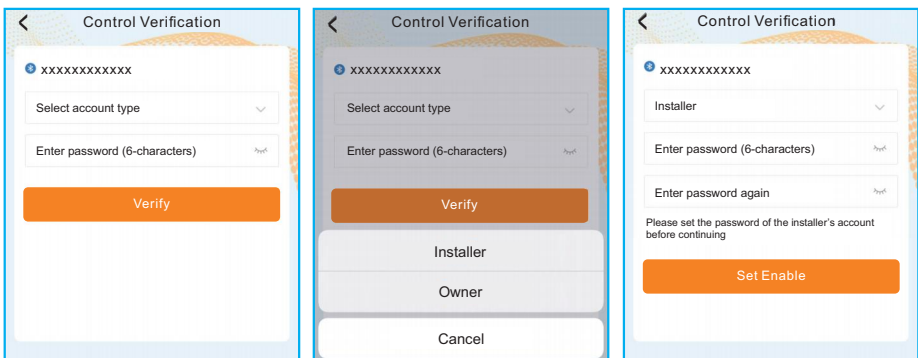 Control Verification
xxxxxxxxxxxx
Select account type
Enter password (6-characters)
Verify
Control Verification
xxxxxxxxxxxx
Select account type
Enter password (6-characters)
Verify
Installer
Owner
Cancel
Control Verification
xxxxxxxxxxxx
Installer
Enter password (6-characters)
Enter password again
Please set the password of the installer's account
before continuing
Set Enable